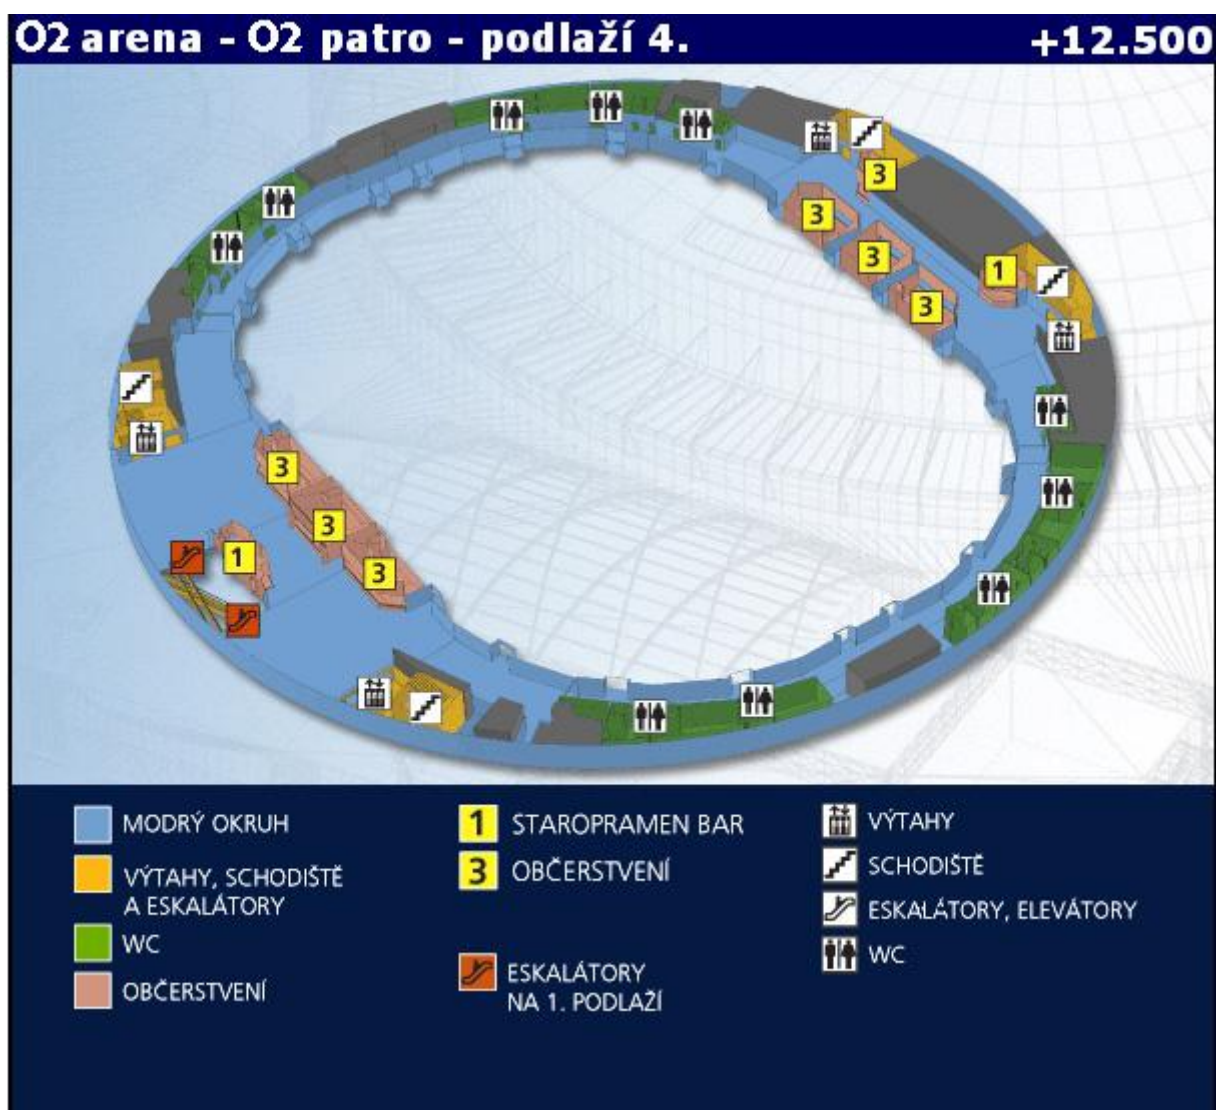 O2 arena - O2 patro - podlaží 4. +12.500
3
3
3
3
1
3
3
3
1
MODRÝ OKRUH
VÝTAHY, SCHODIŠTĚ
A ESKALÁTORY
WC
OBČERSTVENÍ
1 STAROPRAMEN BAR
3 OBČERSTVENÍ
ESKALÁTORY
NA 1. PODLAŽÍ
VÝTAHY
SCHODIŠTĚ
ESKALÁTORY, ELEVÁTORY
WC